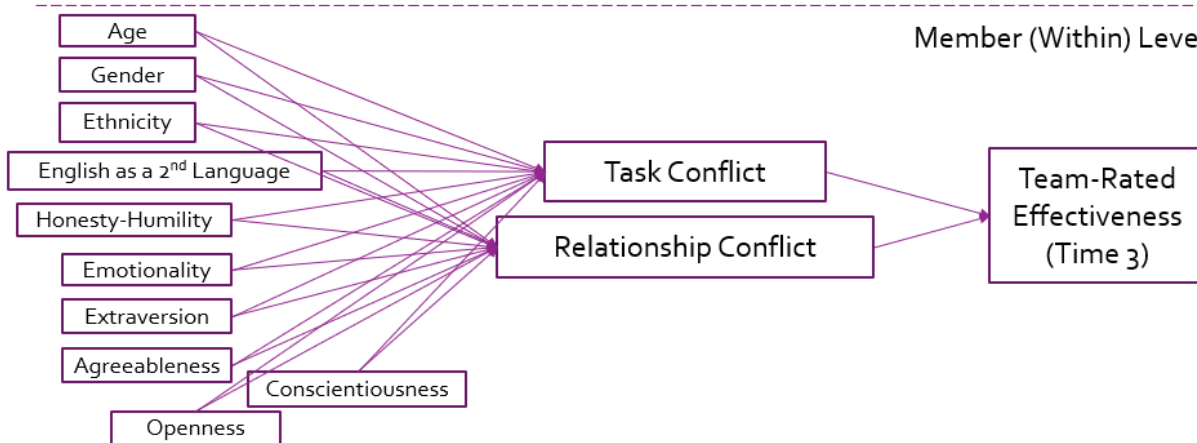 Member (Within) Leve
Age
Gender
Ethnicity
English as a 2nd Language
Honesty-Humility
Emotionality
Extraversion
Agreeableness
Conscientiousness
Openness
Task Conflict
Relationship Conflict
Team-Rated
Effectiveness
(Time 3)